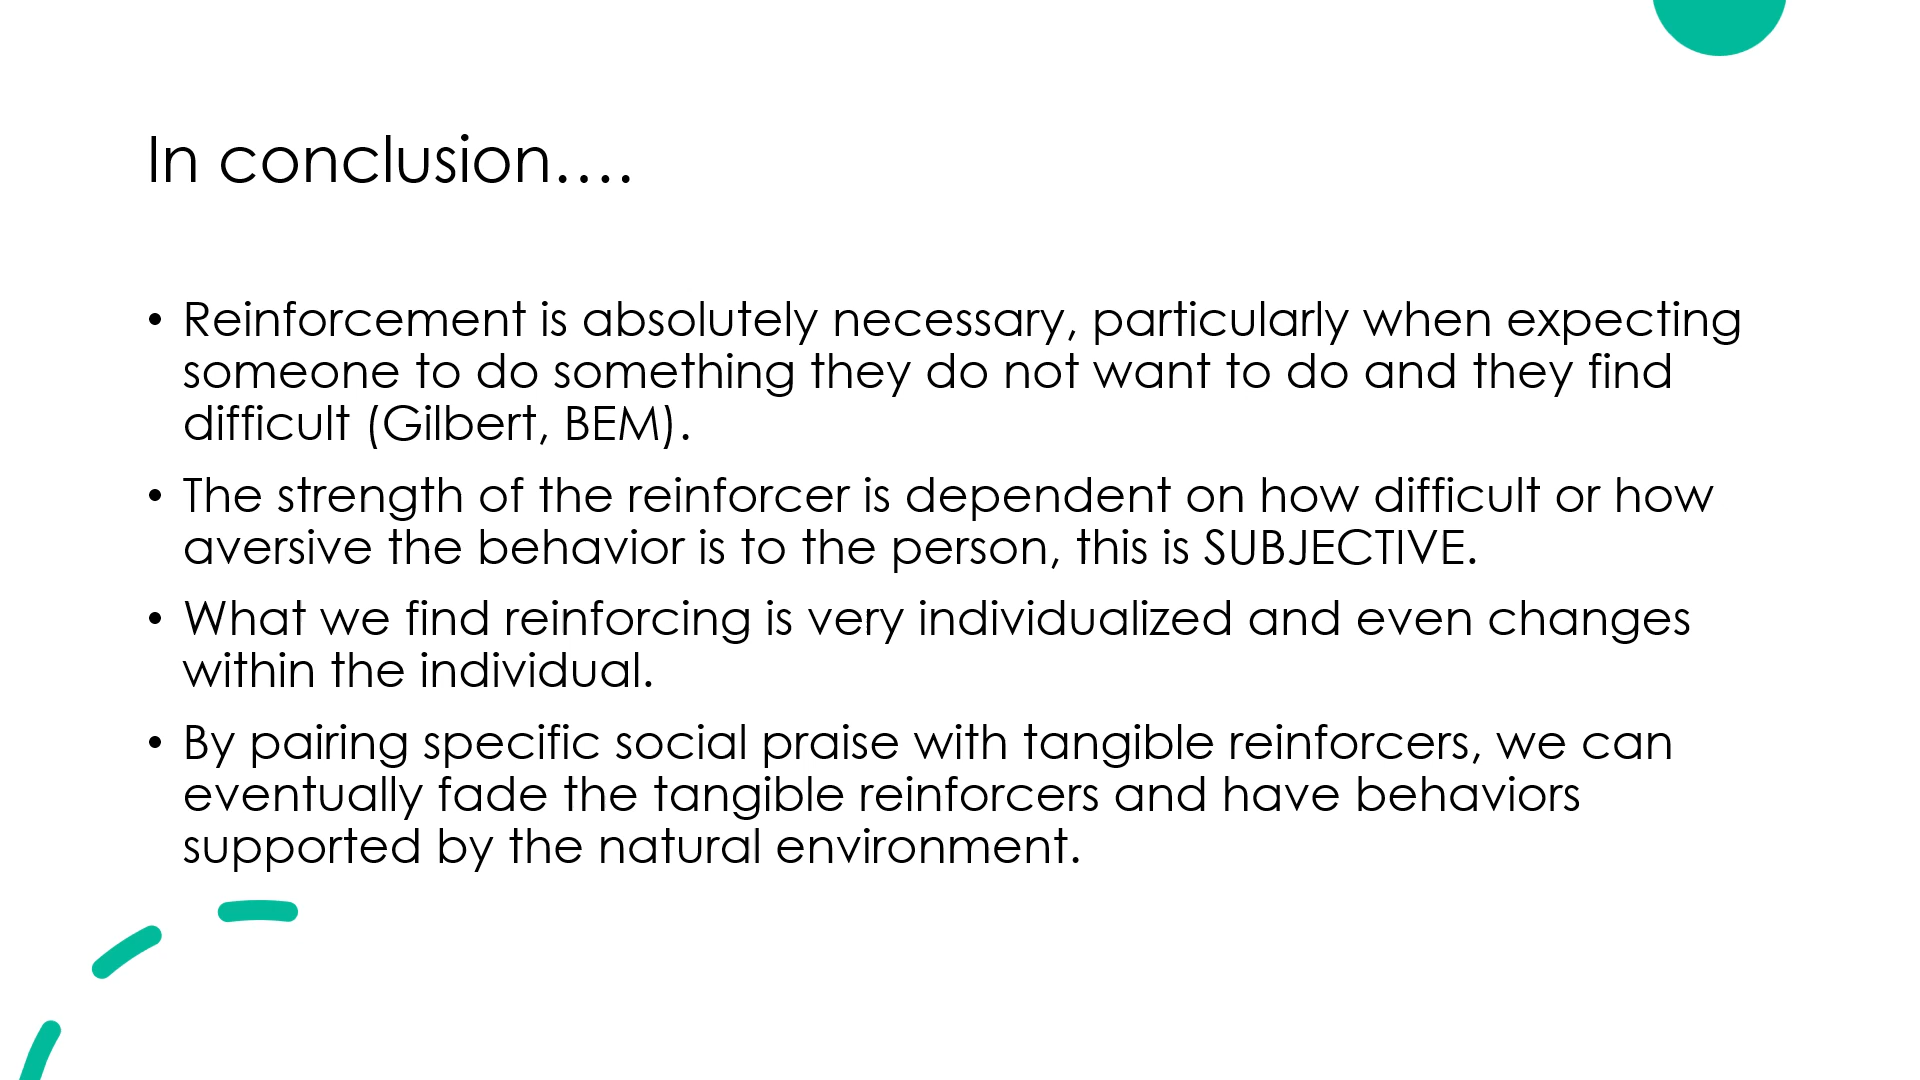 In conclusion….
• Reinforcement is absolutely necessary, particularly when expecting
someone to do something they do not want to do and they find
difficult (Gilbert, BEM).
• The strength of the reinforcer is dependent on how difficult or how
aversive the behavior is to the person, this is SUBJECTIVE.
• What we find reinforcing is very individualized and even changes
within the individual.
• By pairing specific social praise with tangible reinforcers, we can
eventually fade the tangible reinforcers and have behaviors
supported by the natural environment.